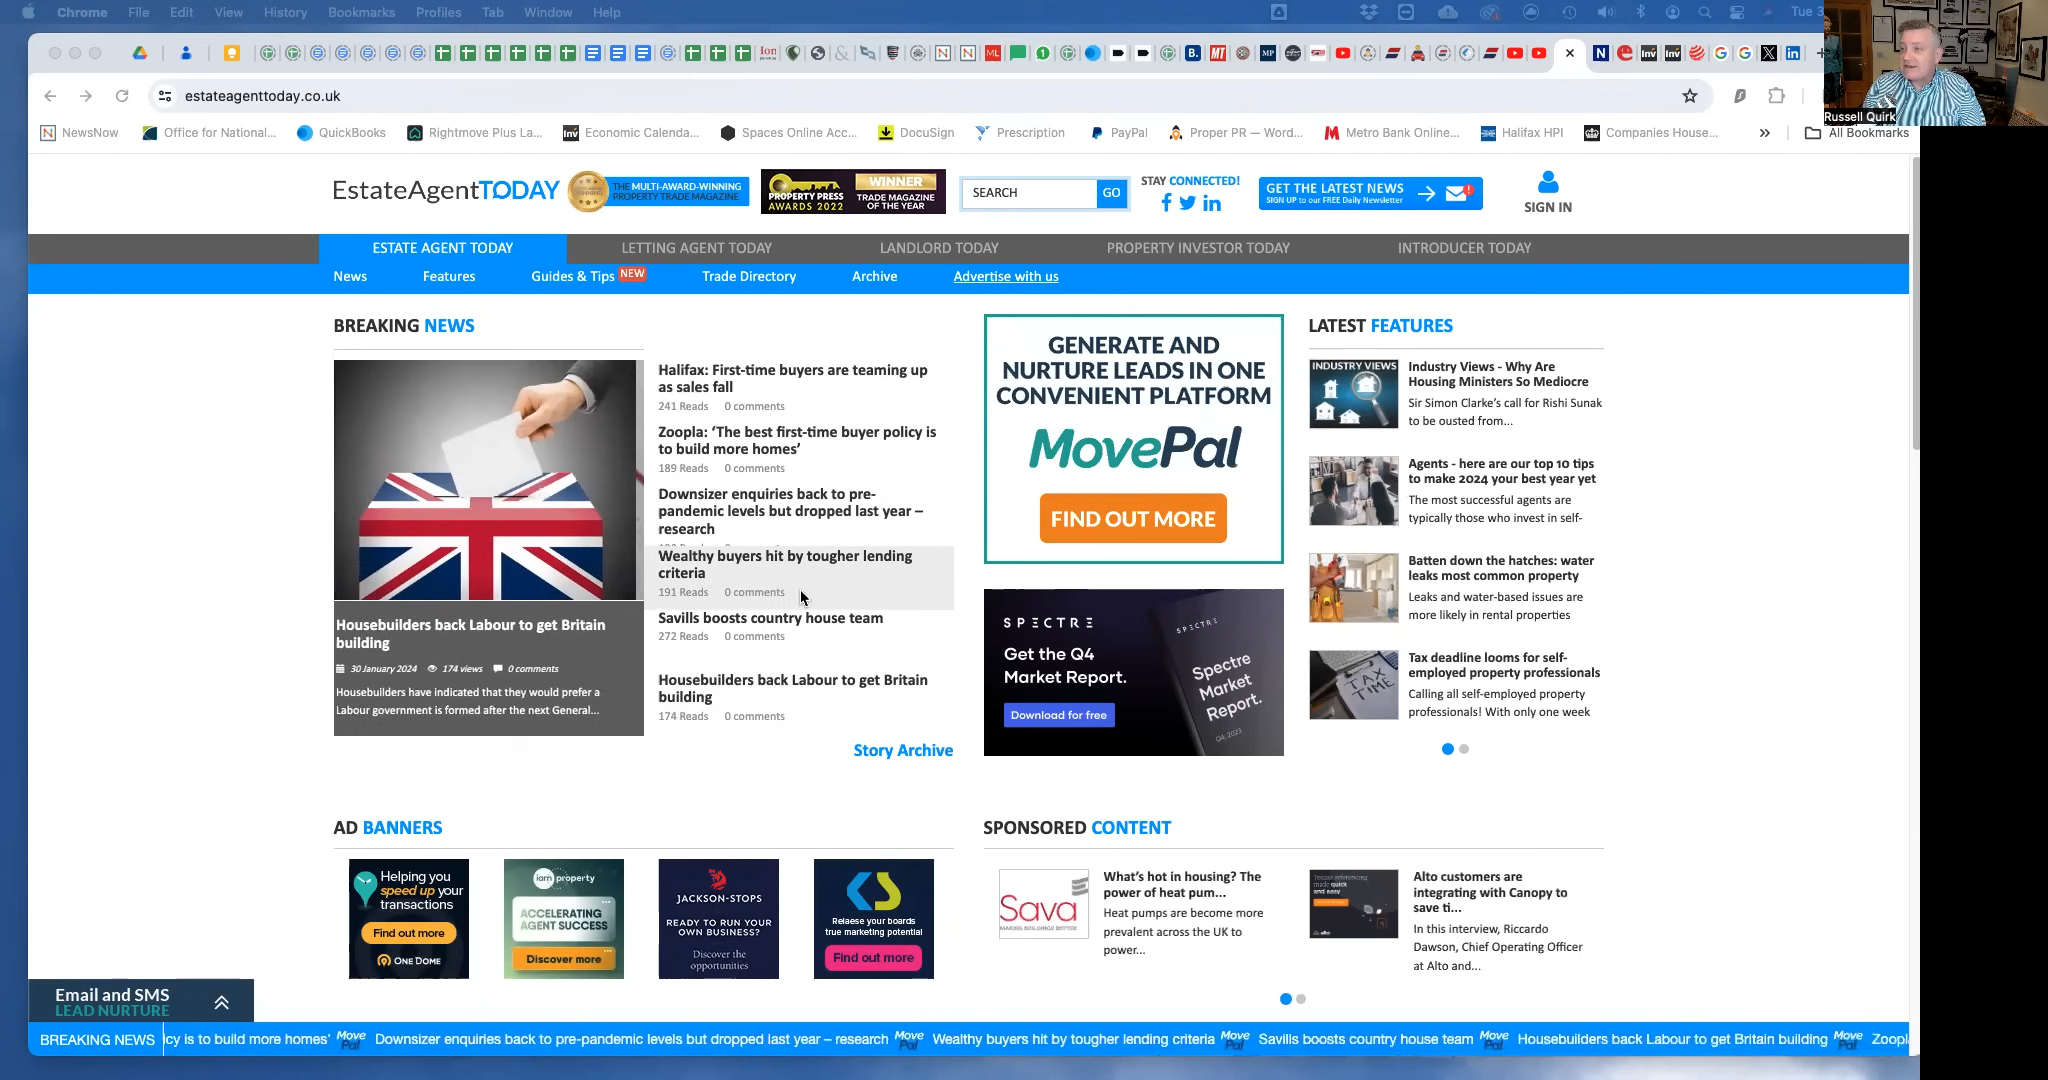 Chrome File Edit View History Bookmarks Profiles Tab Window Help
Tue 3
estateagenttoday.co.uk
Russell Quirk
NewsNow Office for National... QuickBooks Rightmove Plus La... Economic Calenda... Spaces Online Acc... DocuSign Prescription PayPal Proper PR — Word... Metro Bank Online... Halifax HPI Companies House... » All Bookmarks
EstateAgentTODAY
THE MULTI-AWARD-WINNING
PROPERTY TRADE MAGAZINE
PROPERTY PRESS
AWARDS 2022
WINNER
TRADE MAGAZINE
OF THE YEAR
SEARCH GO
STAY CONNECTED!
GET THE LATEST NEWS
SIGN UP to our FREE Daily Newsletter
SIGN IN
ESTATE AGENT TODAY LETTING AGENT TODAY LANDLORD TODAY PROPERTY INVESTOR TODAY INTRODUCER TODAY
News Features Guides & Tips NEW Trade Directory Archive Advertise with us
BREAKING NEWS
Housebuilders back Labour to get Britain
building
30 January 2024 174 views 0 comments
Housebuilders have indicated that they would prefer a
Labour government is formed after the next General...
Halifax: First-time buyers are teaming up
as sales fall
241 Reads 0 comments
Zoopla: ‘The best first-time buyer policy is
to build more homes’
189 Reads 0 comments
Downsizer enquiries back to pre-
pandemic levels but dropped last year –
research
Wealthy buyers hit by tougher lending
criteria
191 Reads 0 comments
Savills boosts country house team
272 Reads 0 comments
Housebuilders back Labour to get Britain
building
174 Reads 0 comments
Story Archive
GENERATE AND
NURTURE LEADS IN ONE
CONVENIENT PLATFORM
MovePal
FIND OUT MORE
SPECTRE
Get the Q4
Market Report.
Download for free
SPECTRE
Spectre
Market
Report.
Q4, 2023
LATEST FEATURES
INDUSTRY VIEWS
Industry Views - Why Are
Housing Ministers So Mediocre
Sir Simon Clarke’s call for Rishi Sunak
to be ousted from...
Agents - here are our top 10 tips
to make 2024 your best year yet
The most successful agents are
typically those who invest in self-
Batten down the hatches: water
leaks most common property
Leaks and water-based issues are
more likely in rental properties
TAX
TIME
Tax deadline looms for self-
employed property professionals
Calling all self-employed property
professionals! With only one week
AD BANNERS
Helping you
speed up your
transactions
Find out more
ONE DOME
iam property
ACCELERATING
AGENT SUCCESS
Discover more
JACKSON-STOPS
READY TO RUN YOUR
OWN BUSINESS?
Discover the
opportunities
Relaese your boards
true marketing potential
Find out more
SPONSORED CONTENT
Sava
What’s hot in housing? The
power of heat pum...
Heat pumps are become more
prevalent across the UK to
power...
Alto customers are
integrating with Canopy to
save ti...
In this interview, Riccardo
Dawson, Chief Operating Officer
at Alto and...
Email and SMS
LEAD NURTURE
BREAKING NEWS icy is to build more homes’ Move Pal Downsizer enquiries back to pre-pandemic levels but dropped last year – research Move Pal Wealthy buyers hit by tougher lending criteria Move Pal Savills boosts country house team Move Pal Housebuilders back Labour to get Britain building Move Pal Zoopl